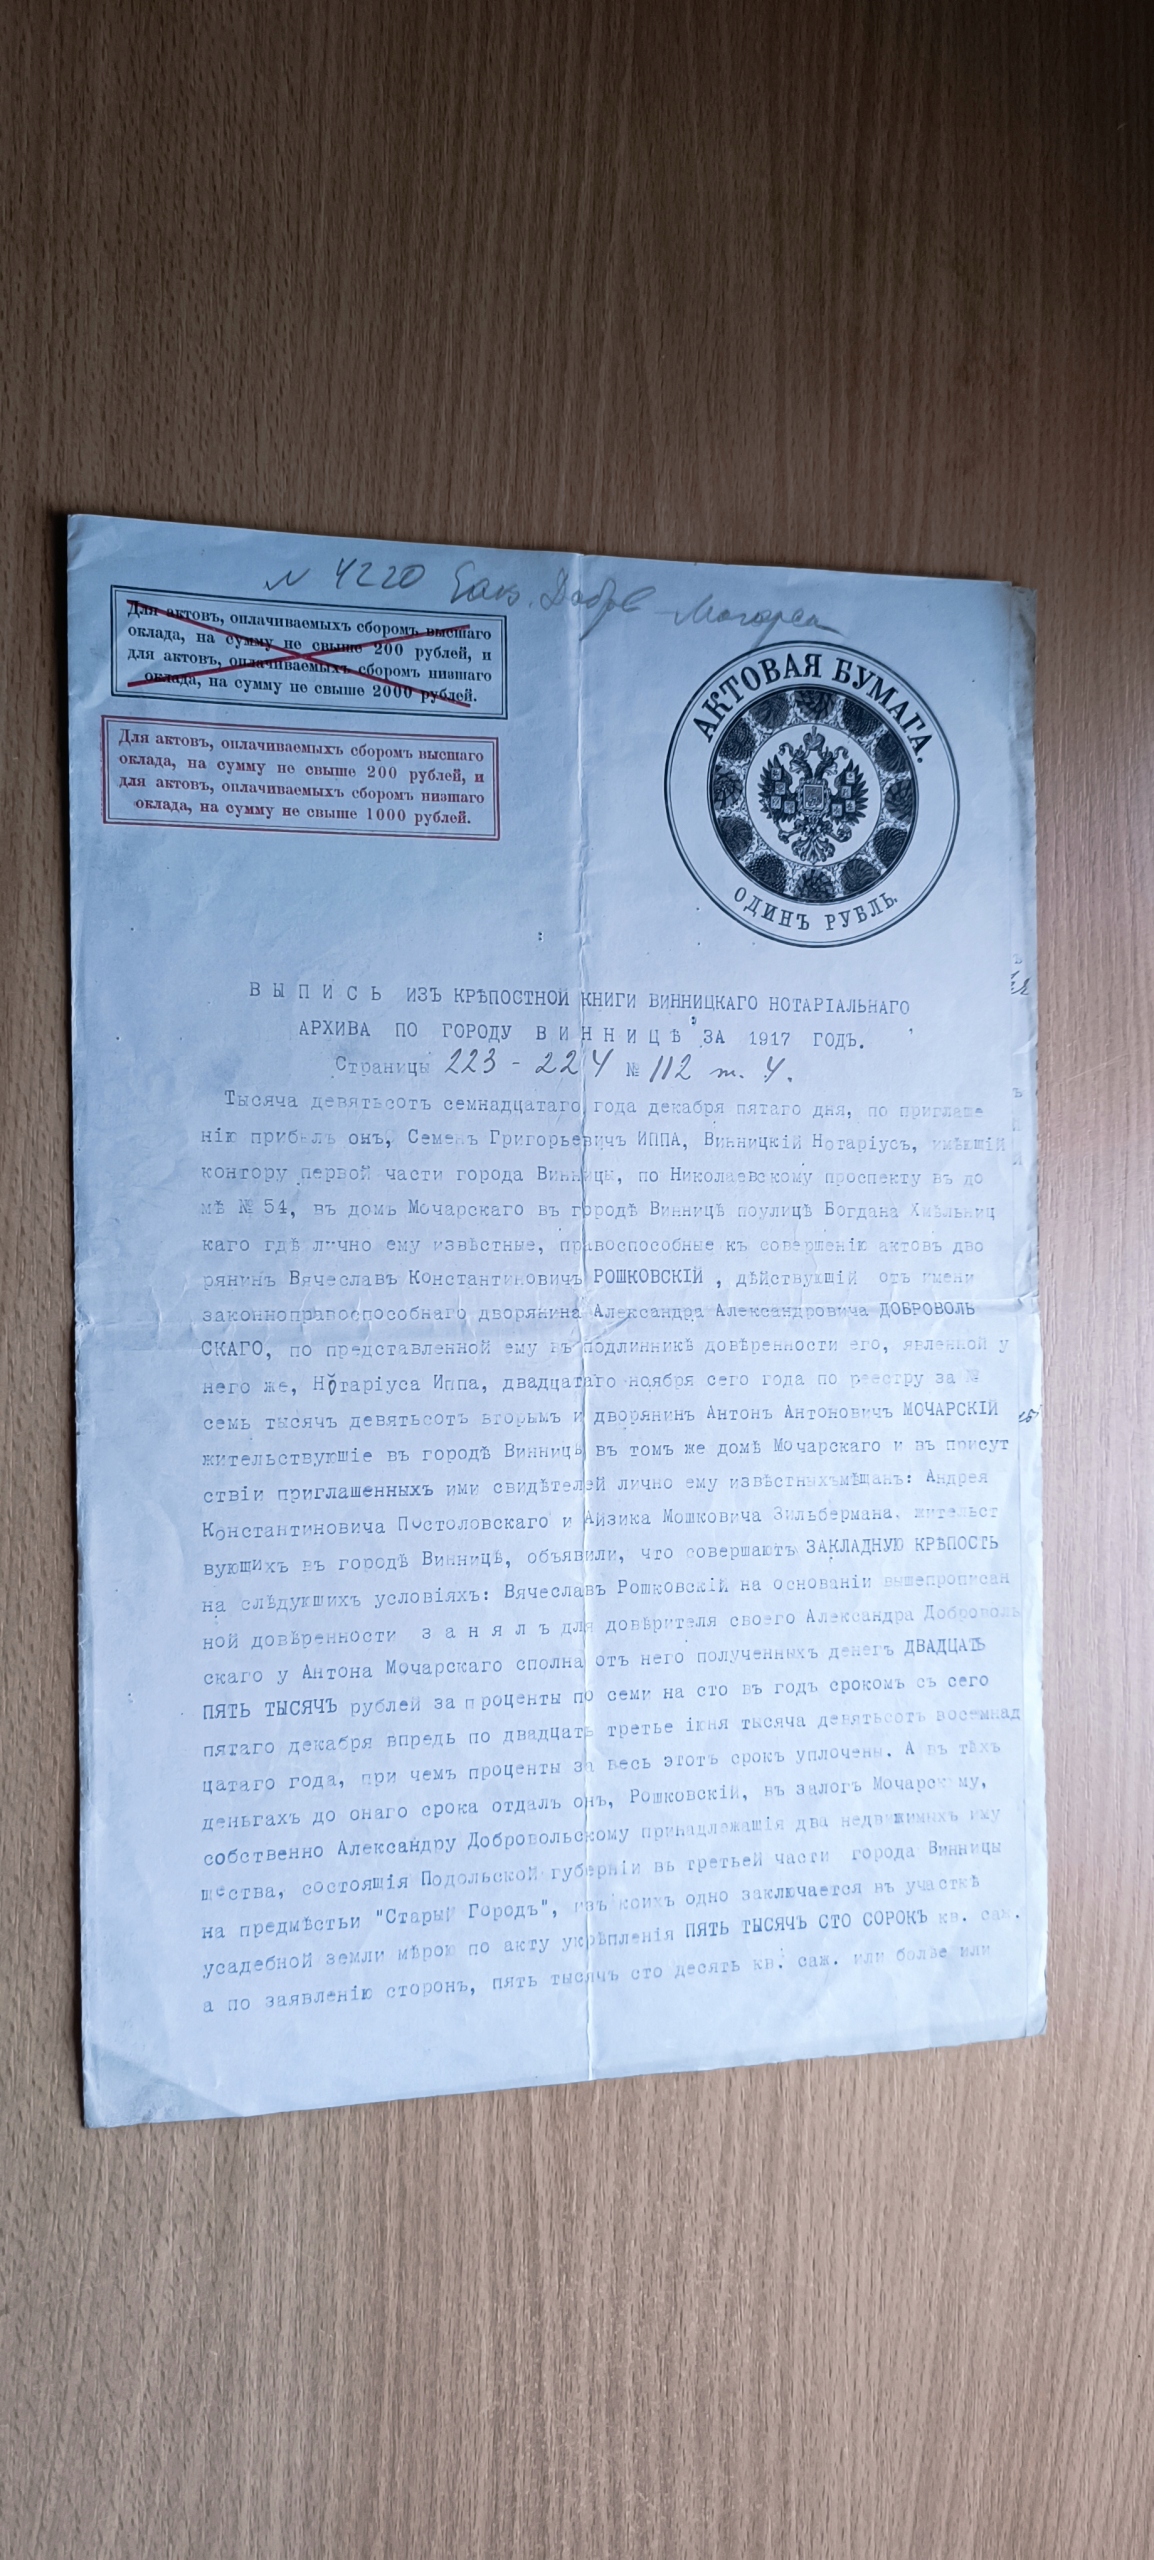 № 4220
Для актовъ, оплачиваемыхъ сборомъ высшаго
оклада, на сумму не свыше 200 рублей, и
для актовъ, оплачиваемыхъ сборомъ низшаго
оклада, на сумму не свыше 2000 рублей.
Для актовъ, оплачиваемыхъ сборомъ высшаго
оклада, на сумму не свыше 200 рублей, и
для актовъ, оплачиваемыхъ сборомъ низшаго
оклада, на сумму не свыше 1000 рублей.
АКТОВАЯ БУМАГА.
ОДИНЪ РУБЛЬ.
В Ы П И С Ь ИЗЪ КРѢПОСТНОЙ КНИГИ ВИННИЦКАГО НОТАРІАЛЬНАГО
АРХИВА ПО ГОРОДУ В И Н Н И Ц Ѣ ЗА 1917 ГОДЪ.
Страницы 223 - 224 № 112 т. 4.
Тысяча девятьсотъ семнадцатаго года декабря пятаго дня, по приглаше
нію прибылъ онъ, Семенъ Григорьевичъ ИППА, Винницкій Нотаріусъ, имѣющій
контору первой части города Винницы, по Николаевскому проспекту въ до
мѣ № 54, въ домъ Мочарскаго въ городѣ Винницѣ поулицѣ Богдана Хмѣльниц
каго гдѣ лично ему извѣстные, правоспособные къ совершенію актовъ дво
рянинъ Вячеславъ Константиновичъ РОШКОВСКІЙ , дѣйствующій отъ имени
законноправоспособнаго дворянина Александра Александровича ДОБРОВОЛЬ
СКАГО, по представленной ему въ подлинникѣ довѣренности его, явленной у
него же, Нотаріуса Иппа, двадцатаго ноября сего года по реестру за №
семь тысячъ девятьсотъ вторымъ и дворянинъ Антонъ Антоновичъ МОЧАРСКІЙ
жительствующіе въ городѣ Винницѣ въ томъ же домѣ Мочарскаго и въ присут
ствіи приглашенныхъ ими свидѣтелей лично ему извѣстныхъмѣщанъ: Андрея
Константиновича Постоловскаго и Айзика Мошковича Зильбермана, жительст
вующихъ въ городѣ Винницѣ, объявили, что совершаютъ ЗАКЛАДНУЮ КРѢПОСТЬ
на слѣдующихъ условіяхъ: Вячеславъ Рошковскій на основаніи вышепрописан
ной довѣренности з а н я л ъ для довѣрителя своего Александра Доброволь
скаго у Антона Мочарскаго сполна отъ него полученныхъ денегъ ДВАДЦАТЬ
ПЯТЬ ТЫСЯЧЪ рублей за проценты по семи на сто въ годъ срокомъ съ сего
пятаго декабря впредь по двадцать третье іюня тысяча девятьсотъ восемнад
цатаго года, при чемъ проценты за весь этотъ срокъ уплочены. А въ тѣхъ
деньгахъ до онаго срока отдалъ онъ, Рошковскій, въ залогъ Мочарскому,
собственно Александру Добровольскому принадлежащія два недвижимыхъ иму
щества, состоящія Подольской губерніи въ третьей части города Винницы
на предмѣстьи "Старый Городъ", изъ коихъ одно заключается въ участкѣ
усадебной земли мѣрою по акту укрѣпленія ПЯТЬ ТЫСЯЧЪ СТО СОРОКЪ кв. саж.
а по заявленію сторонъ, пять тысячъ сто десять кв. саж. или болѣе или